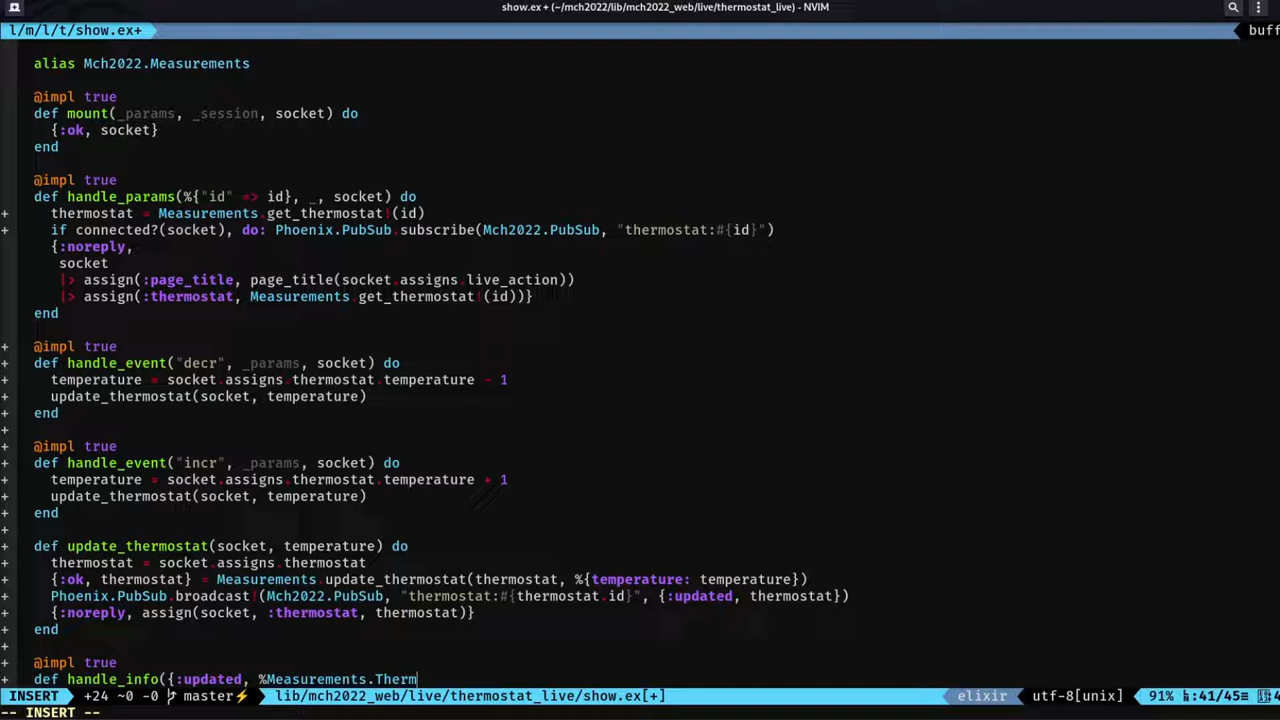 show.ex + (~/mch2022/lib/mch2022_web/live/thermostat_live) - NVIM
l/m/l/t/show.ex+ buff
alias Mch2022.Measurements
@impl true
def mount(_params, _session, socket) do
{:ok, socket}
end
@impl true
def handle_params(%{"id" => id}, _, socket) do
+ thermostat = Measurements.get_thermostat!(id)
+ if connected?(socket), do: Phoenix.PubSub.subscribe(Mch2022.PubSub, "thermostat:#{id}")
{:noreply,
socket
|> assign(:page_title, page_title(socket.assigns.live_action))
|> assign(:thermostat, Measurements.get_thermostat!(id))}
end
+ @impl true
+ def handle_event("decr", _params, socket) do
+ temperature = socket.assigns.thermostat.temperature - 1
+ update_thermostat(socket, temperature)
+ end
+
+ @impl true
+ def handle_event("incr", _params, socket) do
+ temperature = socket.assigns.thermostat.temperature + 1
+ update_thermostat(socket, temperature)
+ end
+
+ def update_thermostat(socket, temperature) do
+ thermostat = socket.assigns.thermostat
+ {:ok, thermostat} = Measurements.update_thermostat(thermostat, %{temperature: temperature})
+ Phoenix.PubSub.broadcast!(Mch2022.PubSub, "thermostat:#{thermostat.id}", {:updated, thermostat})
+ {:noreply, assign(socket, :thermostat, thermostat)}
+ end
+
+ @impl true
+ def handle_info({:updated, %Measurements.Therm
INSERT +24 ~0 -0 master⚡ lib/mch2022_web/live/thermostat_live/show.ex[+] elixir utf-8[unix] 91% :41/45
-- INSERT --